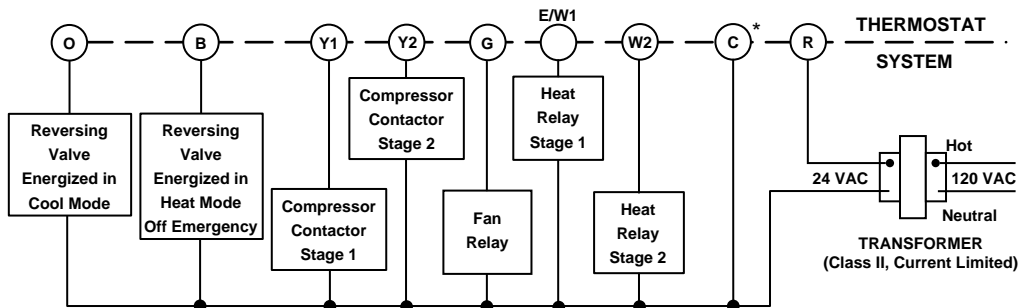 E/W1
O B Y1 Y2 G W2 C * R
THERMOSTAT
SYSTEM
Reversing
Valve
Energized in
Cool Mode
Reversing
Valve
Energized in
Heat Mode
Off Emergency
Compressor
Contactor
Stage 1
Compressor
Contactor
Stage 2
Fan
Relay
Heat
Relay
Stage 1
Heat
Relay
Stage 2
Hot
24 VAC
120 VAC
Neutral
TRANSFORMER
(Class II, Current Limited)